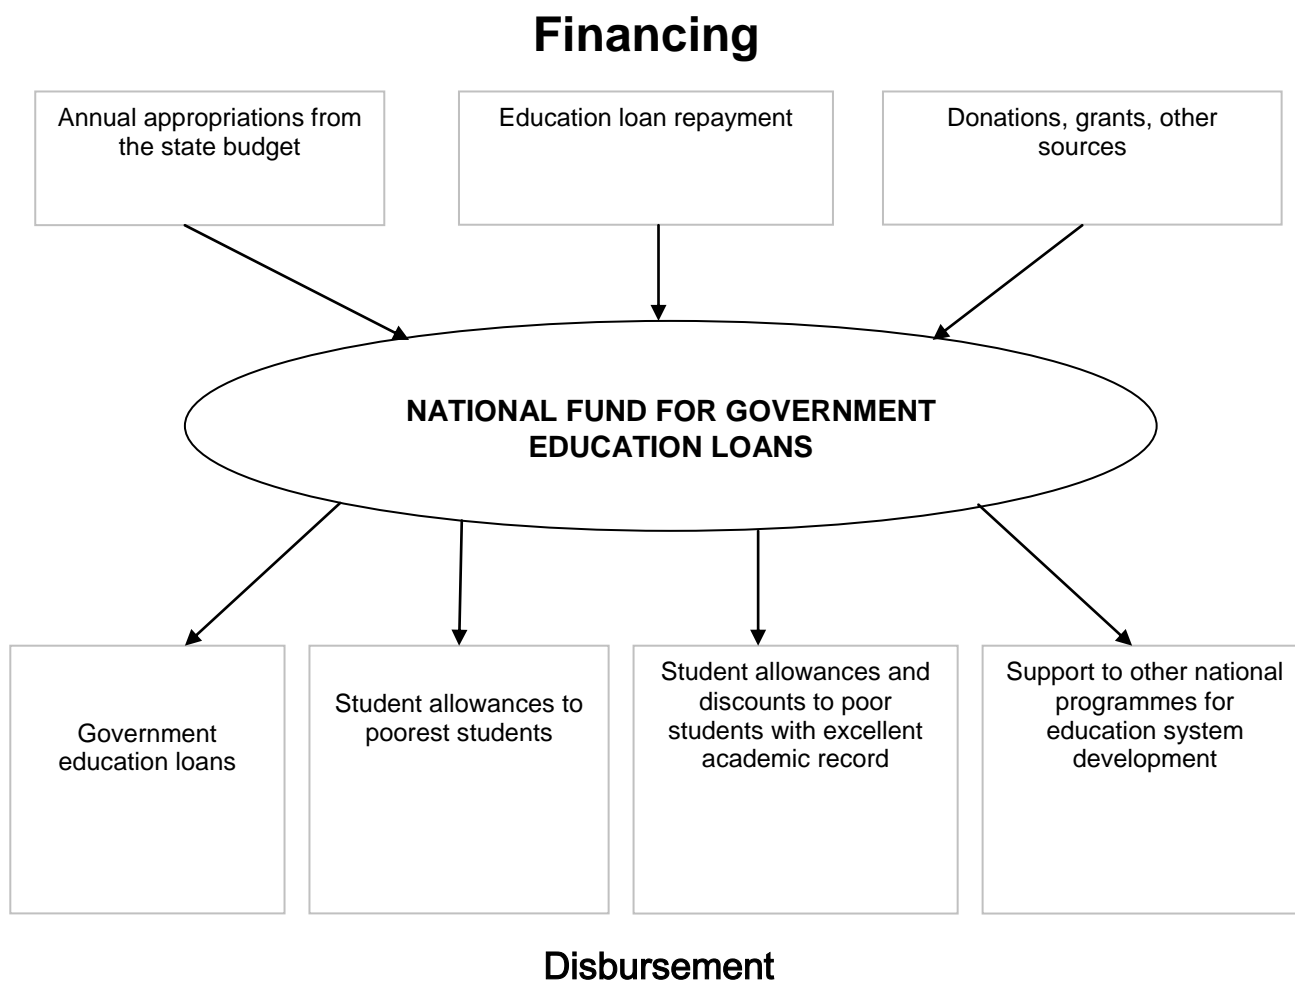 Financing
Annual appropriations from
the state budget
Education loan repayment
Donations, grants, other
sources
NATIONAL FUND FOR GOVERNMENT
EDUCATION LOANS
Government
education loans
Student allowances to
poorest students
Student allowances and
discounts to poor
students with excellent
academic record
Support to other national
programmes for
education system
development
Disbursement